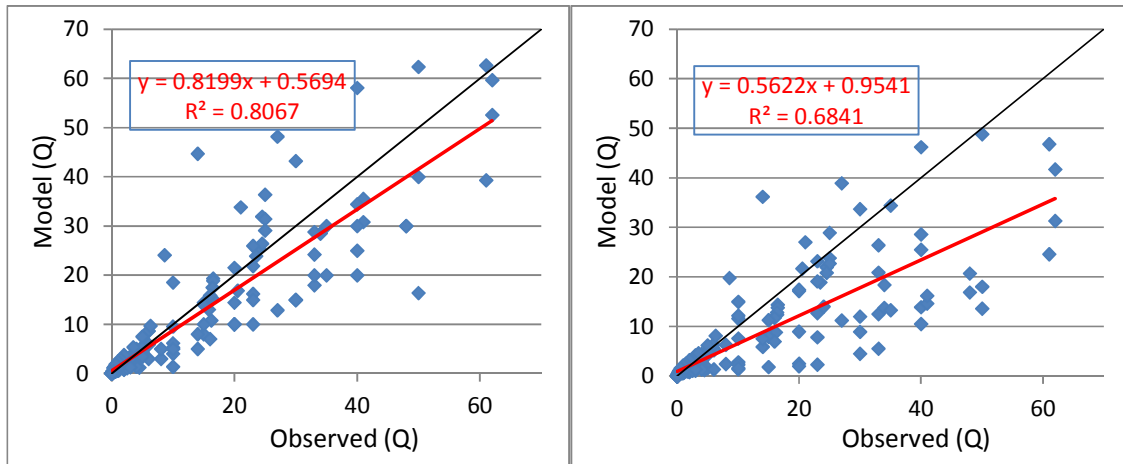 70
60
50
40
30
20
10
0
Model (Q)
y = 0.8199x + 0.5694
R² = 0.8067
0 20 40 60
Observed (Q)
70
60
50
40
30
20
10
0
Model (Q)
y = 0.5622x + 0.9541
R² = 0.6841
0 20 40 60
Observed (Q)